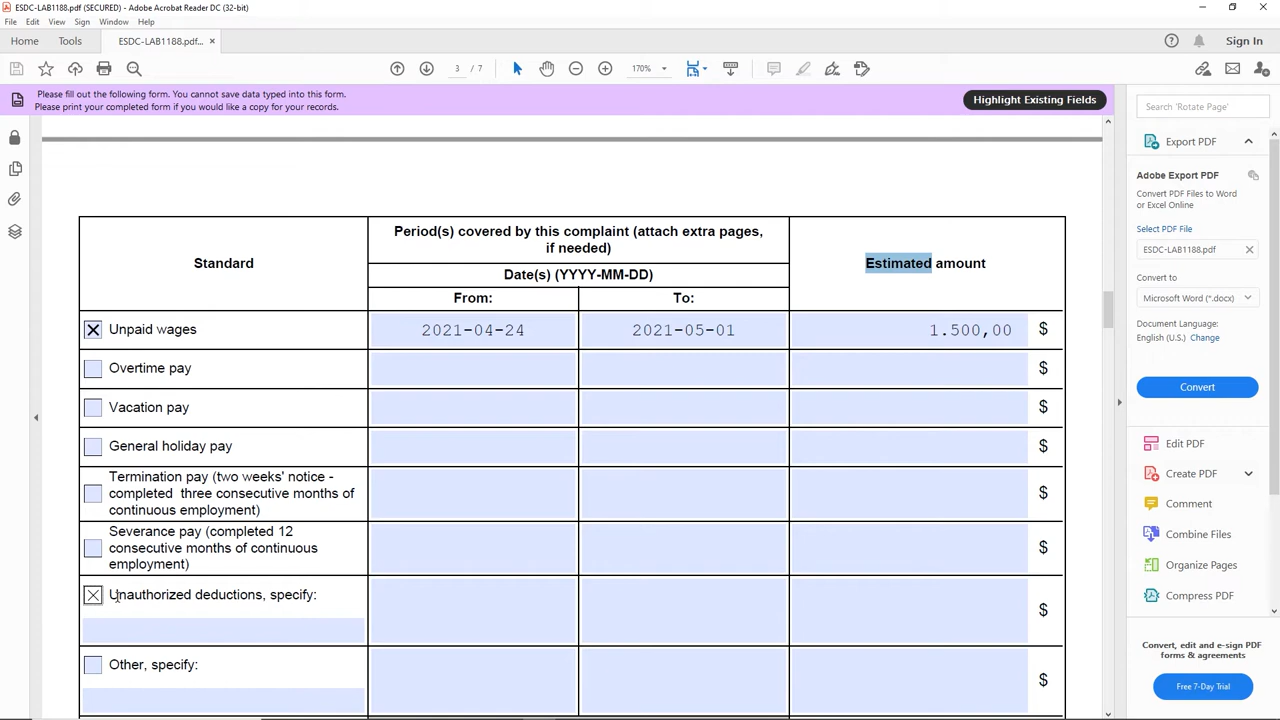 ESDC-LAB1188.pdf (SECURED) - Adobe Acrobat Reader DC (32-bit)
File Edit View Sign Window Help
Home Tools ESDC-LAB1188.pdf... × Sign In
3 / 7 170%
Please fill out the following form. You cannot save data typed into this form.
Please print your completed form if you would like a copy for your records.
Highlight Existing Fields
Standard
Period(s) covered by this complaint (attach extra pages,
if needed)
Date(s) (YYYY-MM-DD)
From: To:
Estimated amount
Unpaid wages 2021-04-24 2021-05-01 1.500,00 $
Overtime pay $
Vacation pay $
General holiday pay $
Termination pay (two weeks' notice -
completed three consecutive months of
continuous employment) $
Severance pay (completed 12
consecutive months of continuous
employment) $
Unauthorized deductions, specify: $
Other, specify: $
Search 'Rotate Page'
Export PDF
Adobe Export PDF
Convert PDF Files to Word
or Excel Online
Select PDF File
ESDC-LAB1188.pdf
Convert to
Microsoft Word (*.docx)
Document Language:
English (U.S.) Change
Convert
Edit PDF
Create PDF
Comment
Combine Files
Organize Pages
Compress PDF
Convert, edit and e-sign PDF
forms & agreements
Free 7-Day Trial